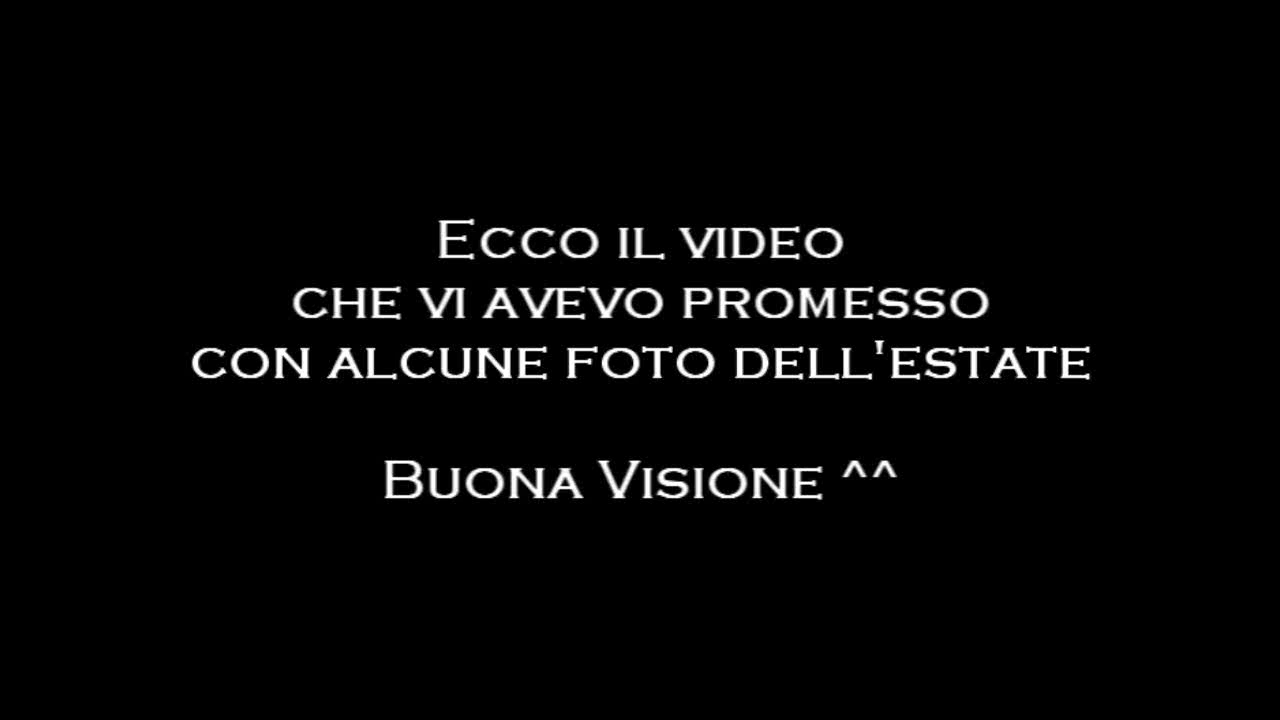 Ecco il video
che vi avevo promesso
con alcune foto dell'estate
Buona Visione ^^